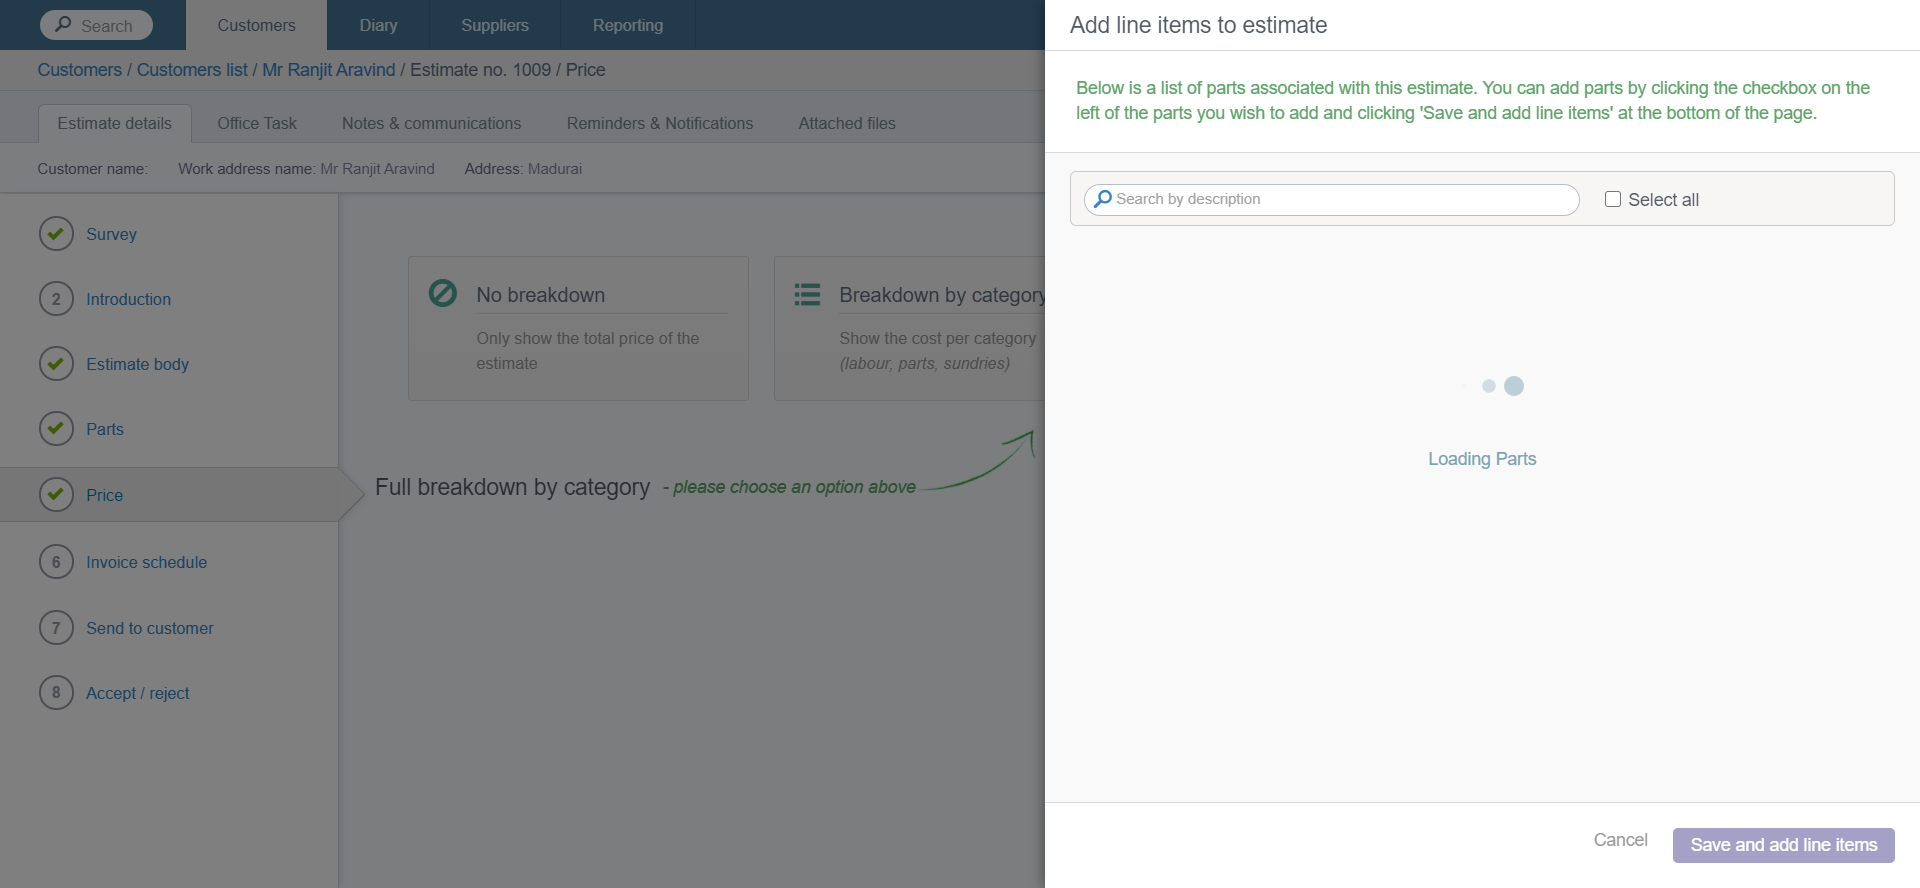 Search
Customers
Diary
Suppliers
Reporting
Customers / Customers list / Mr Ranjit Aravind / Estimate no. 1009 / Price
Estimate details
Office Task
Notes & communications
Reminders & Notifications
Attached files
Customer name:
Work address name: Mr Ranjit Aravind
Address: Madurai
Survey
2
Introduction
Estimate body
Parts
Price
6
Invoice schedule
7
Send to customer
8
Accept / reject
No breakdown
Only show the total price of the
estimate
Breakdown by category
Show the cost per category
(labour, parts, sundries)
Full breakdown by category - please choose an option above
Add line items to estimate
Below is a list of parts associated with this estimate. You can add parts by clicking the checkbox on the
left of the parts you wish to add and clicking 'Save and add line items' at the bottom of the page.
Search by description
Select all
Loading Parts
Cancel
Save and add line items